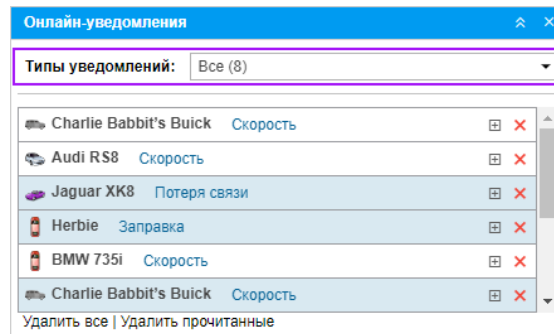 Онлайн-уведомления
Типы уведомлений: Все (8)
Charlie Babbit's Buick Скорость
Audi RS8 Скорость
Jaguar XK8 Потеря связи
Herbie Заправка
BMW 735i Скорость
Charlie Babbit's Buick Скорость
Удалить все | Удалить прочитанные